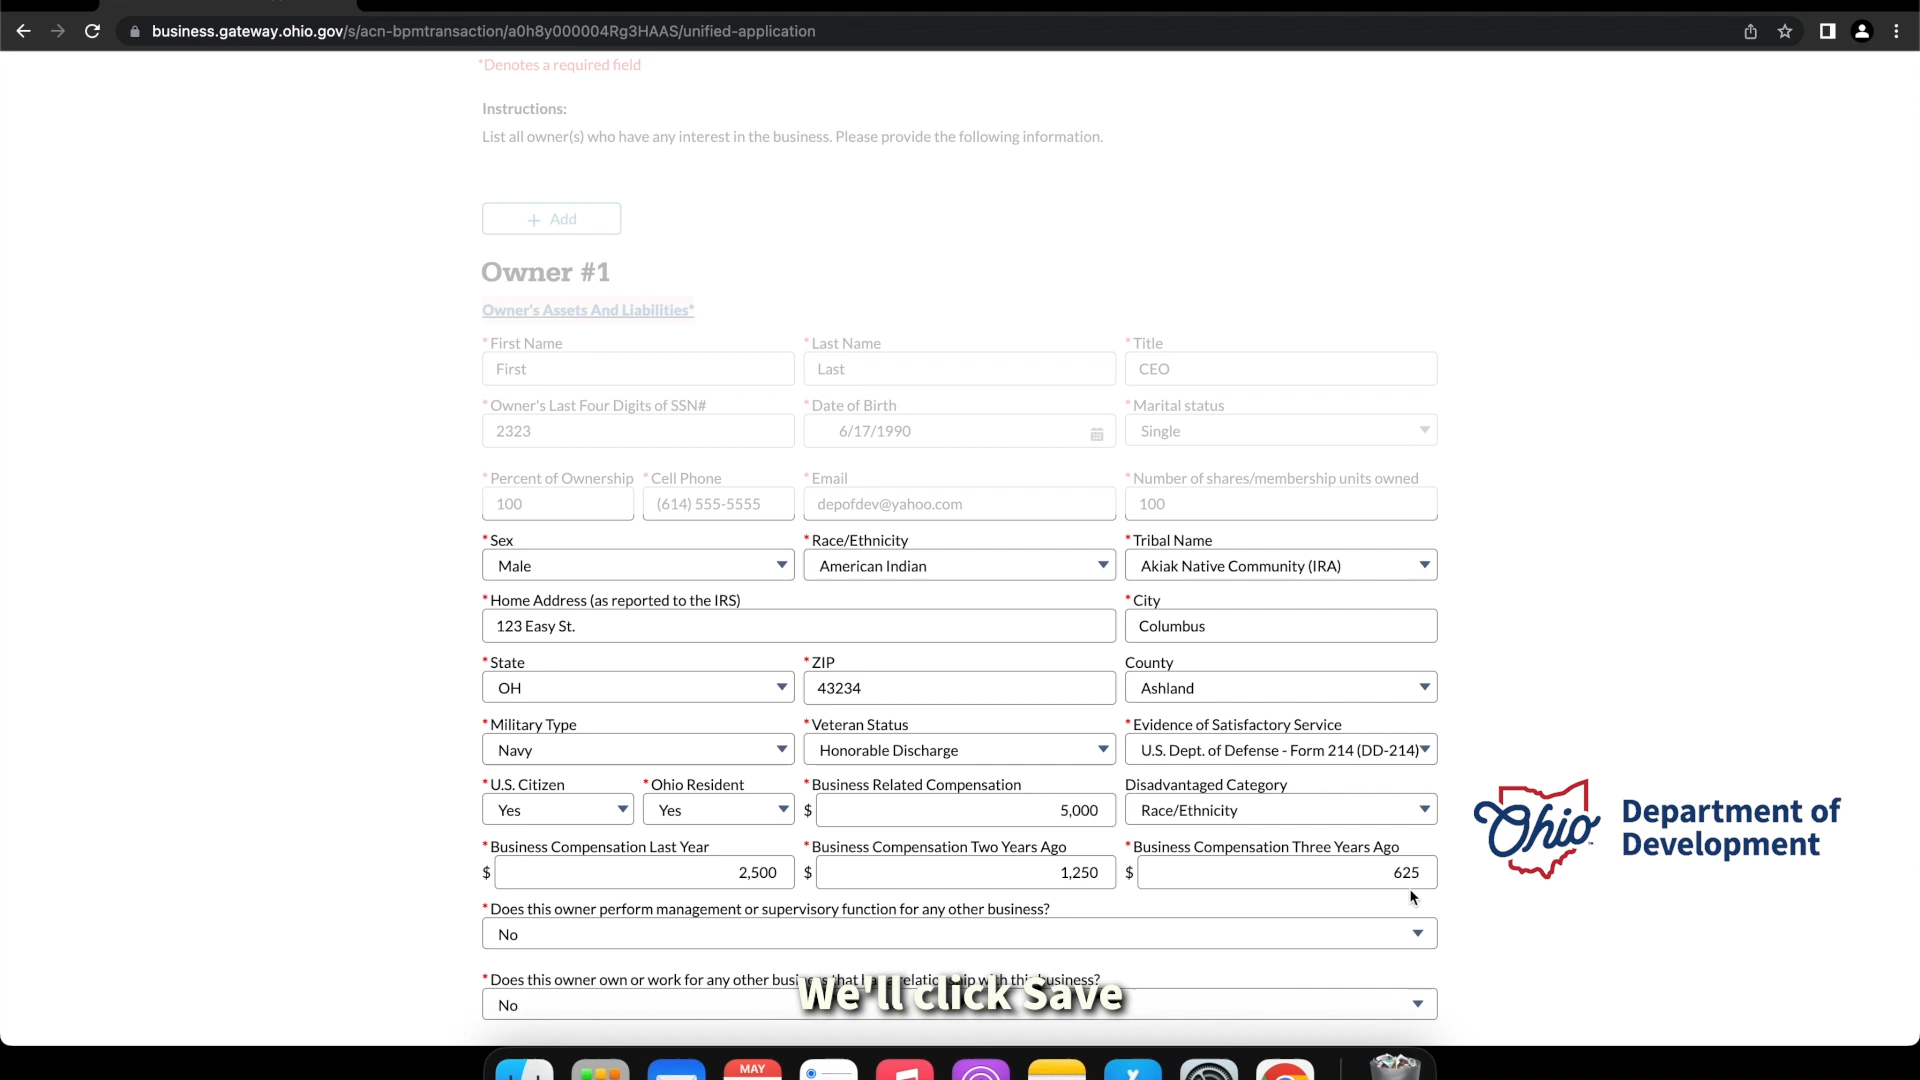 business.gateway.ohio.gov/s/acn-bpmtransaction/a0h8y000004Rg3HAAS/unified-application
*Denotes a required field
Instructions:
List all owner(s) who have any interest in the business. Please provide the following information.
+ Add
Owner #1
Owner's Assets And Liabilities*
*First Name *Last Name *Title
First Last CEO
*Owner's Last Four Digits of SSN# *Date of Birth *Marital status
2323 6/17/1990 Single
*Percent of Ownership *Cell Phone *Email *Number of shares/membership units owned
100 (614) 555-5555 depofdev@yahoo.com 100
*Sex *Race/Ethnicity *Tribal Name
Male American Indian Akiak Native Community (IRA)
*Home Address (as reported to the IRS) *City
123 Easy St. Columbus
*State *ZIP County
OH 43234 Ashland
*Military Type *Veteran Status *Evidence of Satisfactory Service
Navy Honorable Discharge U.S. Dept. of Defense - Form 214 (DD-214)
*U.S. Citizen *Ohio Resident *Business Related Compensation Disadvantaged Category
Yes Yes $ 5,000 Race/Ethnicity
*Business Compensation Last Year *Business Compensation Two Years Ago *Business Compensation Three Years Ago
$ 2,500 $ 1,250 $ 625
*Does this owner perform management or supervisory function for any other business?
No
*Does this owner own or work for any other business that has a relationship with this business?
No
We'll click Save
Ohio
Department of
Development
MAY